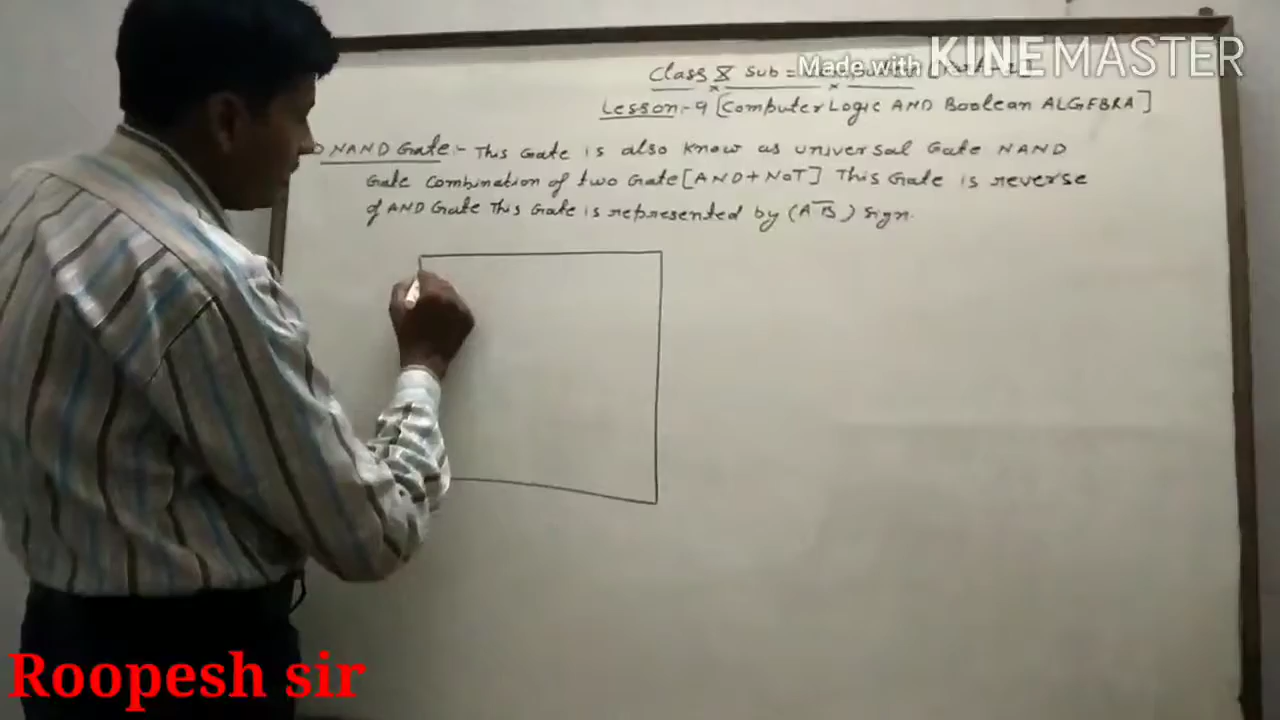 Made with KINEMASTER
Class X Sub =
Lesson:-9 [Computer Logic AND Boolean ALGEBRA]
NAND Gate:- This Gate is also know as universal Gate NAND
Gate Combination of two Gate [AND+NOT] This Gate is reverse
of AND Gate This Gate is represented by (A̅B̅) Sign.
Roopesh sir